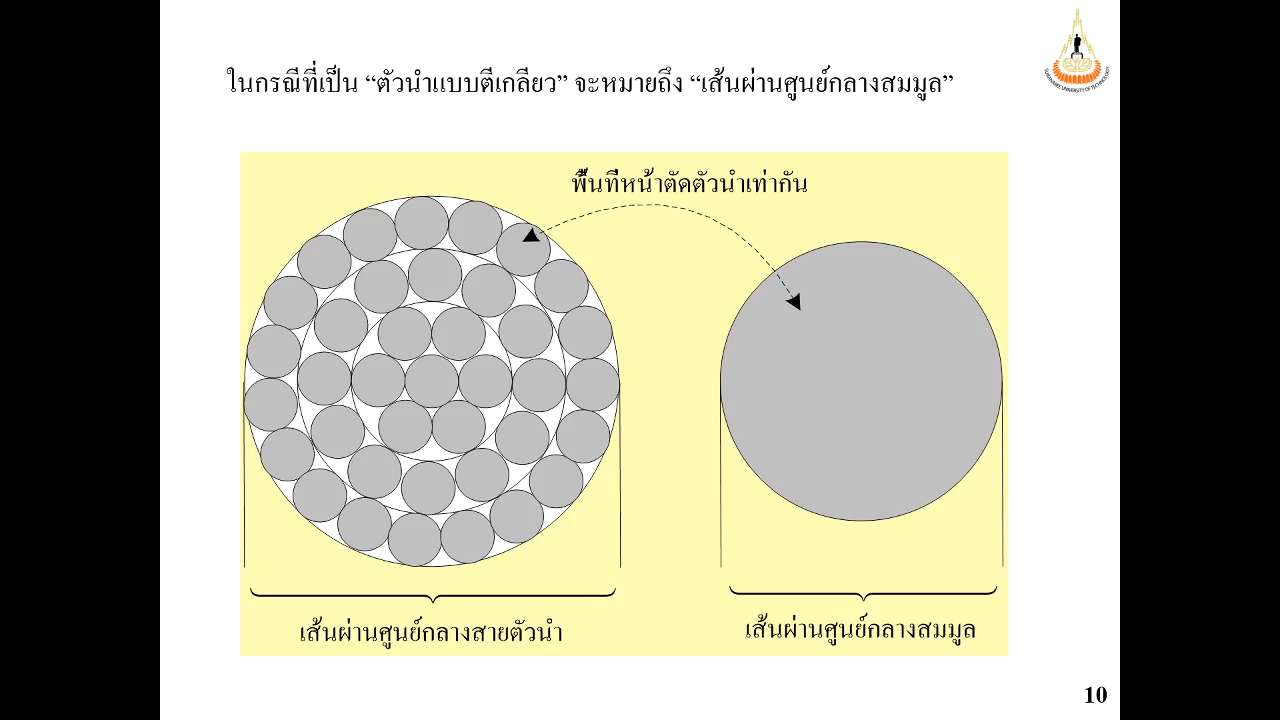 ในกรณีที่เป็น “ตัวนำแบบตีเกลียว” จะหมายถึง “เส้นผ่านศูนย์กลางสมมูล”
พื้นที่หน้าตัดตัวนำเท่ากัน
เส้นผ่านศูนย์กลางสายตัวนำ
เส้นผ่านศูนย์กลางสมมูล
SURANAREE UNIVERSITY OF TECHNOLOGY
10